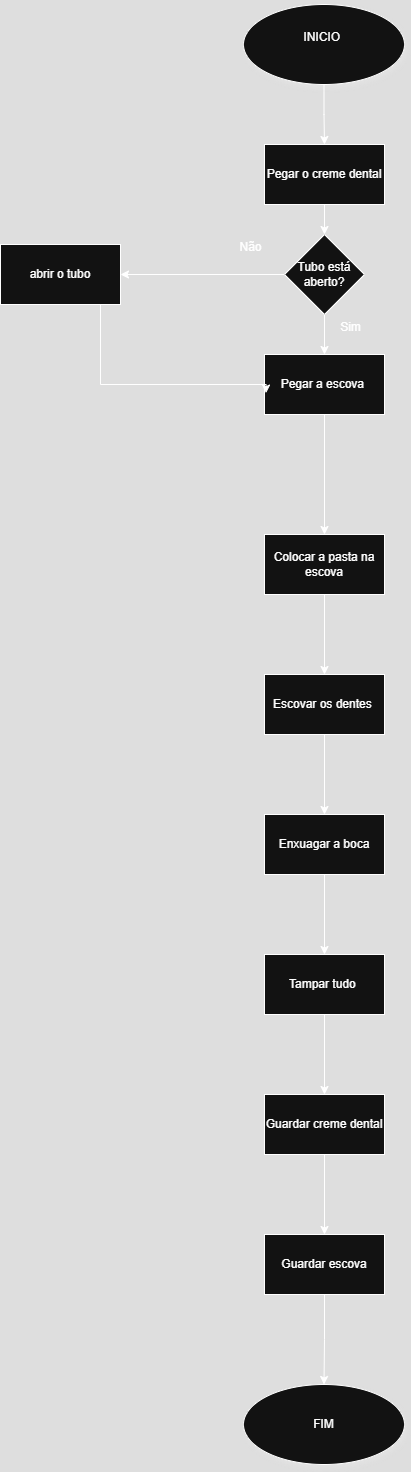 INICIO
Pegar o creme dental
Não
Tubo está
aberto?
abrir o tubo
Sim
Pegar a escova
Colocar a pasta na
escova
Escovar os dentes
Enxuagar a boca
Tampar tudo
Guardar creme dental
Guardar escova
FIM